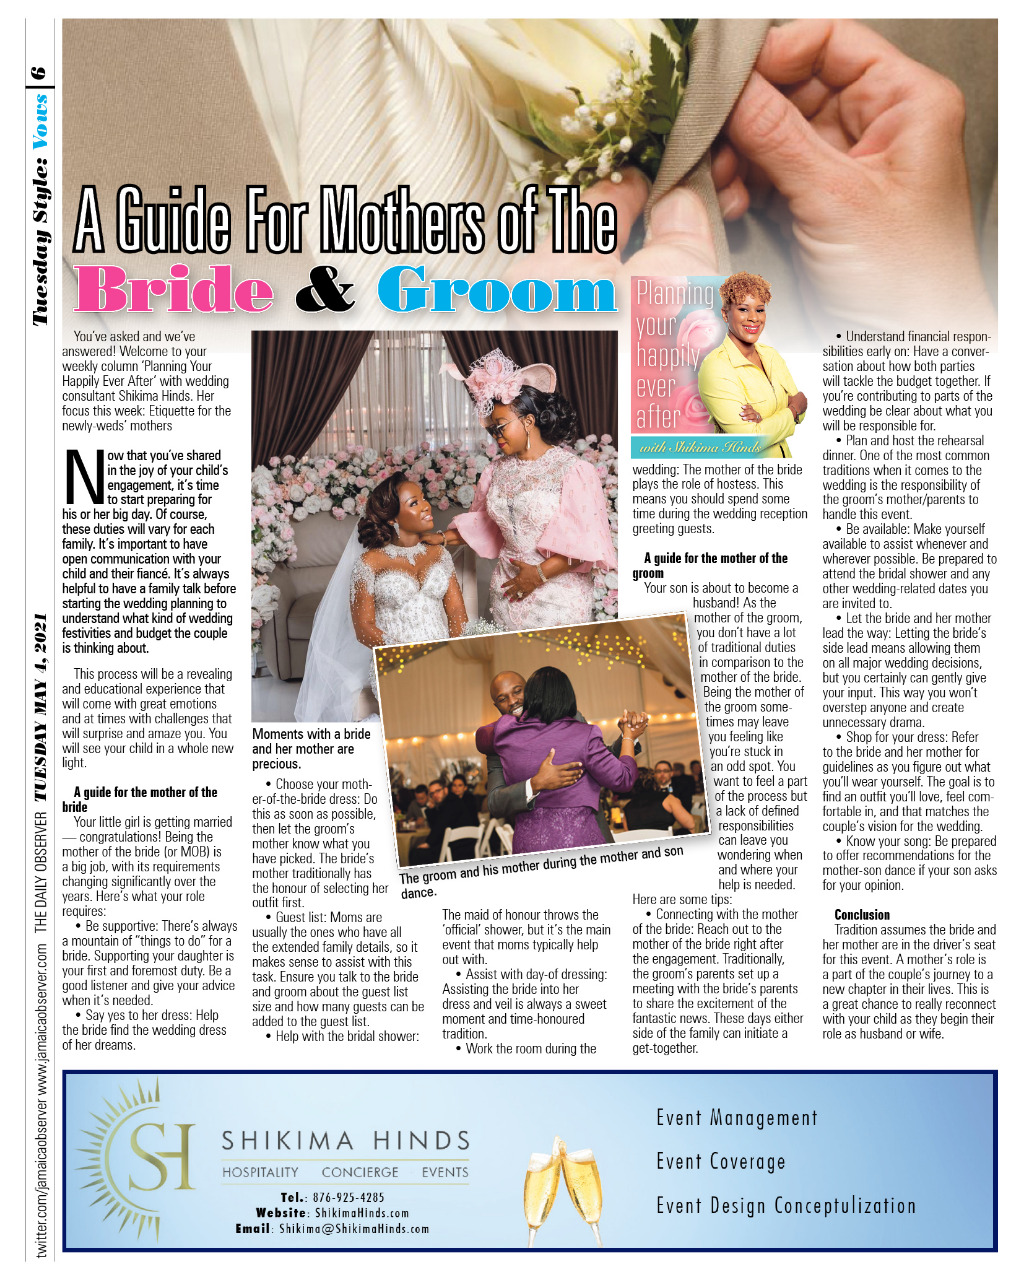 Tuesday Style: Vows | 6
THE DAILY OBSERVER TUESDAY MAY 4, 2021
twitter.com/jamaicaobserver www.jamaicaobserver.com
A Guide For Mothers of The
Bride & Groom
You've asked and we've
answered! Welcome to your
weekly column 'Planning Your
Happily Ever After' with wedding
consultant Shikima Hinds. Her
focus this week: Etiquette for the
newly-weds' mothers
Now that you've shared
in the joy of your child's
engagement, it's time
to start preparing for
his or her big day. Of course,
these duties will vary for each
family. It's important to have
open communication with your
child and their fiancé. It's always
helpful to have a family talk before
starting the wedding planning to
understand what kind of wedding
festivities and budget the couple
is thinking about.
This process will be a revealing
and educational experience that
will come with great emotions
and at times with challenges that
will surprise and amaze you. You
will see your child in a whole new
light.
A guide for the mother of the
bride
Your little girl is getting married
— congratulations! Being the
mother of the bride (or MOB) is
a big job, with its requirements
changing significantly over the
years. Here's what your role
requires:
• Be supportive: There's always
a mountain of "things to do" for a
bride. Supporting your daughter is
your first and foremost duty. Be a
good listener and give your advice
when it's needed.
• Say yes to her dress: Help
the bride find the wedding dress
of her dreams.
Moments with a bride
and her mother are
precious.
• Choose your moth-
er-of-the-bride dress: Do
this as soon as possible,
then let the groom's
mother know what you
have picked. The bride's
mother traditionally has
the honour of selecting her
outfit first.
• Guest list: Moms are
usually the ones who have all
the extended family details, so it
makes sense to assist with this
task. Ensure you talk to the bride
and groom about the guest list
size and how many guests can be
added to the guest list.
• Help with the bridal shower:
The groom and his mother during the mother and son
dance.
The maid of honour throws the
'official' shower, but it's the main
event that moms typically help
out with.
• Assist with day-of dressing:
Assisting the bride into her
dress and veil is always a sweet
moment and time-honoured
tradition.
• Work the room during the
Planning
your
happily
ever
after
with Shikima Hinds
wedding: The mother of the bride
plays the role of hostess. This
means you should spend some
time during the wedding reception
greeting guests.
A guide for the mother of the
groom
Your son is about to become a
husband! As the
mother of the groom,
you don't have a lot
of traditional duties
in comparison to the
mother of the bride.
Being the mother of
the groom some-
times may leave
you feeling like
you're stuck in
an odd spot. You
want to feel a part
of the process but
a lack of defined
responsibilities
can leave you
wondering when
and where your
help is needed.
Here are some tips:
• Connecting with the mother
of the bride: Reach out to the
mother of the bride right after
the engagement. Traditionally,
the groom's parents set up a
meeting with the bride's parents
to share the excitement of the
fantastic news. These days either
side of the family can initiate a
get-together.
• Understand financial respon-
sibilities early on: Have a conver-
sation about how both parties
will tackle the budget together. If
you're contributing to parts of the
wedding be clear about what you
will be responsible for.
• Plan and host the rehearsal
dinner. One of the most common
traditions when it comes to the
wedding is the responsibility of
the groom's mother/parents to
handle this event.
• Be available: Make yourself
available to assist whenever and
wherever possible. Be prepared to
attend the bridal shower and any
other wedding-related dates you
are invited to.
• Let the bride and her mother
lead the way: Letting the bride's
side lead means allowing them
on all major wedding decisions,
but you certainly can gently give
your input. This way you won't
overstep anyone and create
unnecessary drama.
• Shop for your dress: Refer
to the bride and her mother for
guidelines as you figure out what
you'll wear yourself. The goal is to
find an outfit you'll love, feel com-
fortable in, and that matches the
couple's vision for the wedding.
• Know your song: Be prepared
to offer recommendations for the
mother-son dance if your son asks
for your opinion.
Conclusion
Tradition assumes the bride and
her mother are in the driver's seat
for this event. A mother's role is
a part of the couple's journey to a
new chapter in their lives. This is
a great chance to really reconnect
with your child as they begin their
role as husband or wife.
SH
SHIKIMA HINDS
HOSPITALITY CONCIERGE EVENTS
Tel.: 876-925-4285
Website: ShikimaHinds.com
Email: Shikima@ShikimaHinds.com
Event Management
Event Coverage
Event Design Conceptulization